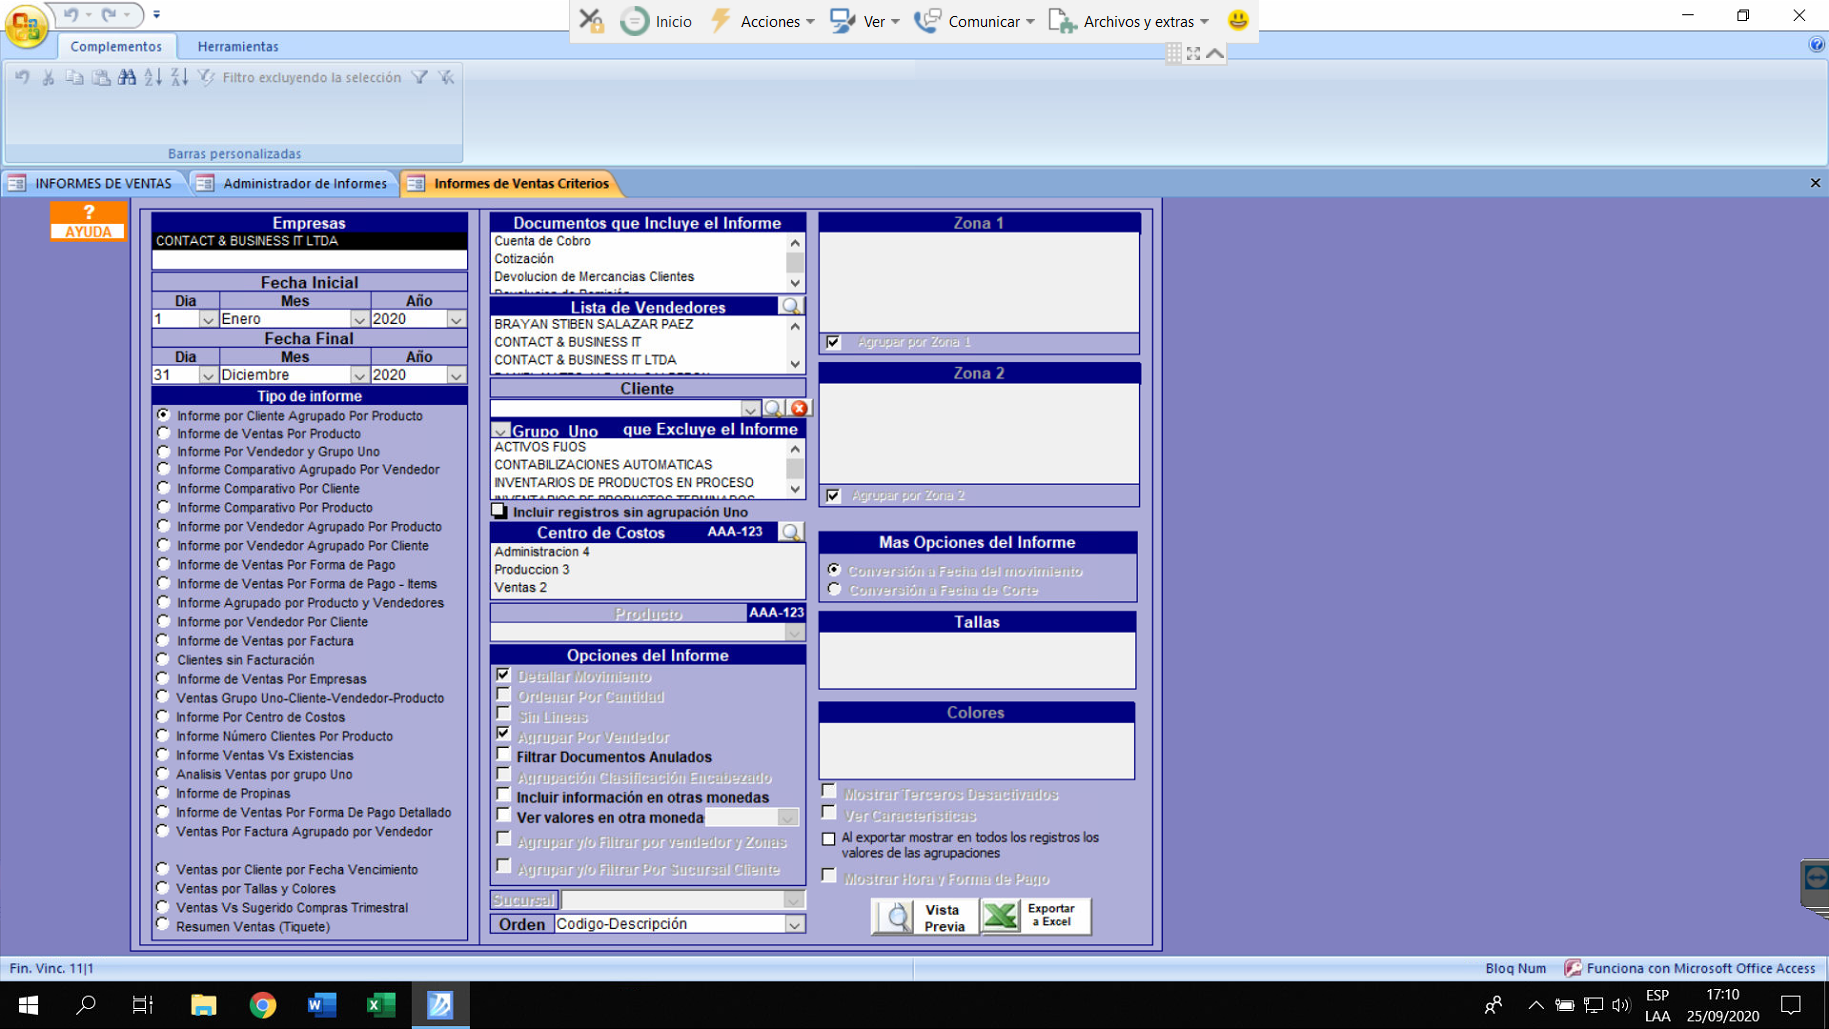 Inicio
Acciones
Ver
Comunicar
Archivos y extras
Complementos
Herramientas
Filtro excluyendo la selección
Barras personalizadas
INFORMES DE VENTAS
Administrador de Informes
Informes de Ventas Criterios
?
AYUDA
Empresas
CONTACT & BUSINESS IT LTDA
Fecha Inicial
Dia Mes Año
1 Enero 2020
Fecha Final
Dia Mes Año
31 Diciembre 2020
Tipo de informe
Informe por Cliente Agrupado Por Producto
Informe de Ventas Por Producto
Informe Por Vendedor y Grupo Uno
Informe Comparativo Agrupado Por Vendedor
Informe Comparativo Por Cliente
Informe Comparativo Por Producto
Informe por Vendedor Agrupado Por Producto
Informe por Vendedor Agrupado Por Cliente
Informe de Ventas Por Forma de Pago
Informe de Ventas Por Forma de Pago - Items
Informe Agrupado por Producto y Vendedores
Informe por Vendedor Por Cliente
Informe de Ventas por Factura
Clientes sin Facturación
Informe de Ventas Por Empresas
Ventas Grupo Uno-Cliente-Vendedor-Producto
Informe Por Centro de Costos
Informe Número Clientes Por Producto
Informe Ventas Vs Existencias
Analisis Ventas por grupo Uno
Informe de Propinas
Informe de Ventas Por Forma De Pago Detallado
Ventas Por Factura Agrupado por Vendedor
Ventas por Cliente por Fecha Vencimiento
Ventas por Tallas y Colores
Ventas Vs Sugerido Compras Trimestral
Resumen Ventas (Tiquete)
Documentos que Incluye el Informe
Cuenta de Cobro
Cotización
Devolucion de Mercancias Clientes
Devolucion de Remisión
Lista de Vendedores
BRAYAN STIBEN SALAZAR PAEZ
CONTACT & BUSINESS IT
CONTACT & BUSINESS IT LTDA
Cliente
Grupo Uno que Excluye el Informe
ACTIVOS FIJOS
CONTABILIZACIONES AUTOMATICAS
INVENTARIOS DE PRODUCTOS EN PROCESO
INVENTARIOS DE PRODUCTOS TERMINADOS
Incluir registros sin agrupación Uno
Centro de Costos AAA-123
Administracion 4
Produccion 3
Ventas 2
Producto AAA-123
Opciones del Informe
Detallar Movimiento
Ordenar Por Cantidad
Sin Lineas
Agrupar Por Vendedor
Filtrar Documentos Anulados
Agrupación Clasificación Encabezado
Incluir información en otras monedas
Ver valores en otra moneda
Agrupar y/o Filtrar por vendedor y Zonas
Agrupar y/o Filtrar Por Sucursal Cliente
Sucursal
Orden Codigo-Descripción
Zona 1
Agrupar por Zona 1
Zona 2
Agrupar por Zona 2
Mas Opciones del Informe
Conversión a Fecha del movimiento
Conversión a Fecha de Corte
Tallas
Colores
Mostrar Terceros Desactivados
Ver Caracteristicas
Al exportar mostrar en todos los registros los
valores de las agrupaciones
Mostrar Hora y Forma de Pago
Vista
Previa
Exportar
a Excel
Fin. Vinc. 11|1
Bloq Num
Funciona con Microsoft Office Access
ESP
LAA
17:10
25/09/2020